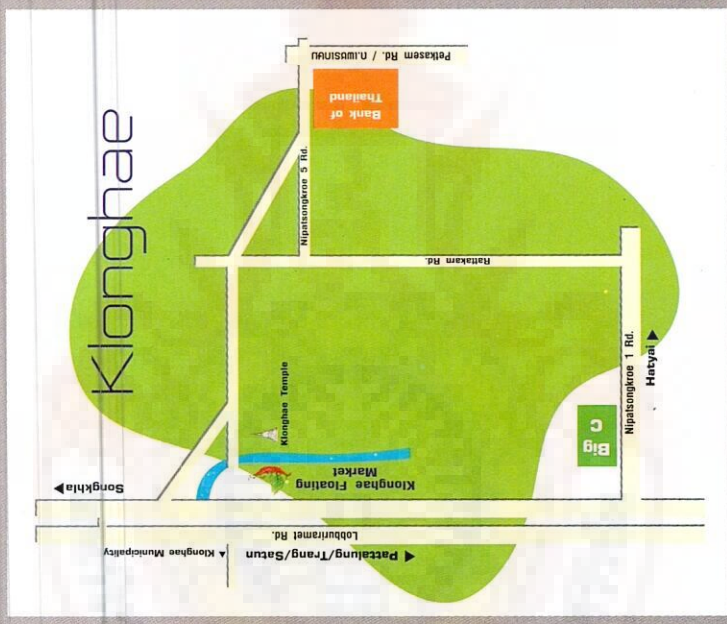 ◀ Pattalung/Trang/Satun
▲ Klonghae Municipality
Lobburiramet Rd.
Songkhla ▶
Klonghae Floating
Market
Klonghae Temple
Big
C
Nipatsongkroe 1 Rd.
Hatyai
Rattakarn Rd.
Nipatsongkroe 5 Rd.
Bank of
Thailand
Petkasem Rd. / ถ.เพชรเกษม
Klonghae